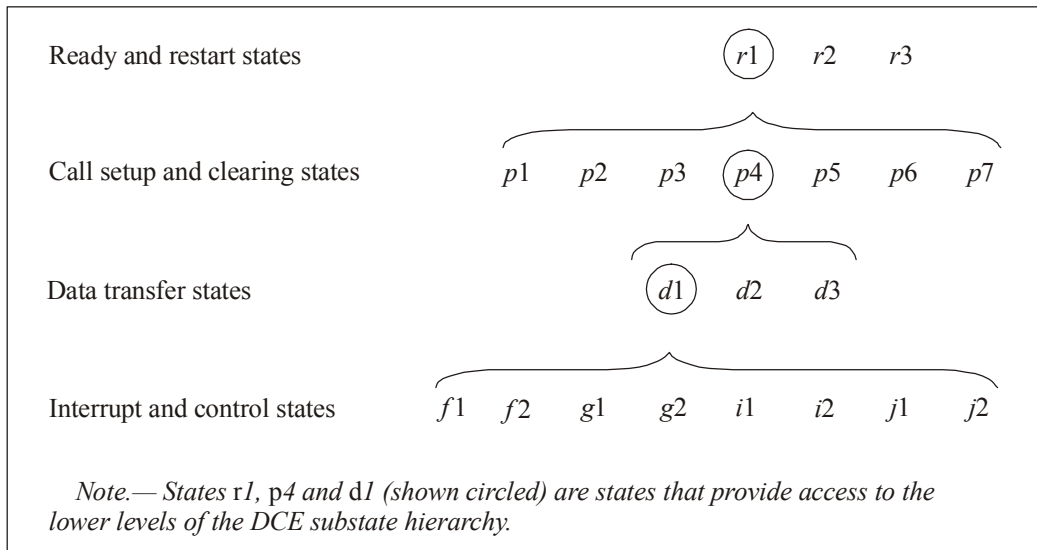 Ready and restart states r1 r2 r3
Call setup and clearing states p1 p2 p3 p4 p5 p6 p7
Data transfer states d1 d2 d3
Interrupt and control states f1 f2 g1 g2 i1 i2 j1 j2
Note.— States r1, p4 and d1 (shown circled) are states that provide access to the
lower levels of the DCE substate hierarchy.